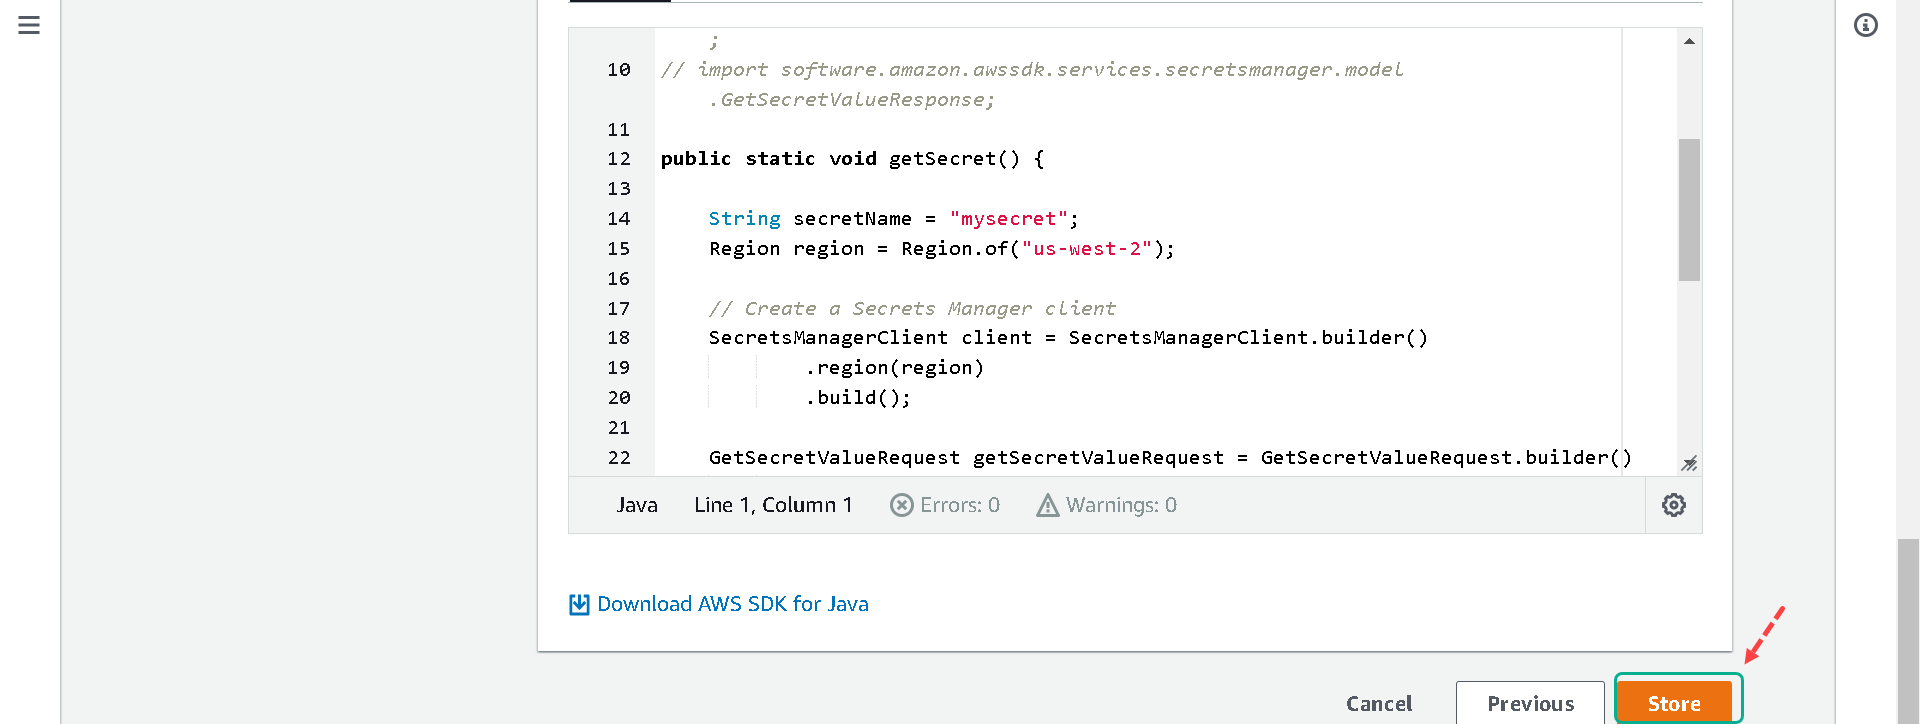 ;
10 // import software.amazon.awssdk.services.secretsmanager.model
.GetSecretValueResponse;
11
12 public static void getSecret() {
13
14 String secretName = "mysecret";
15 Region region = Region.of("us-west-2");
16
17 // Create a Secrets Manager client
18 SecretsManagerClient client = SecretsManagerClient.builder()
19 .region(region)
20 .build();
21
22 GetSecretValueRequest getSecretValueRequest = GetSecretValueRequest.builder()
Java Line 1, Column 1 Errors: 0 Warnings: 0
Download AWS SDK for Java
Cancel Previous Store